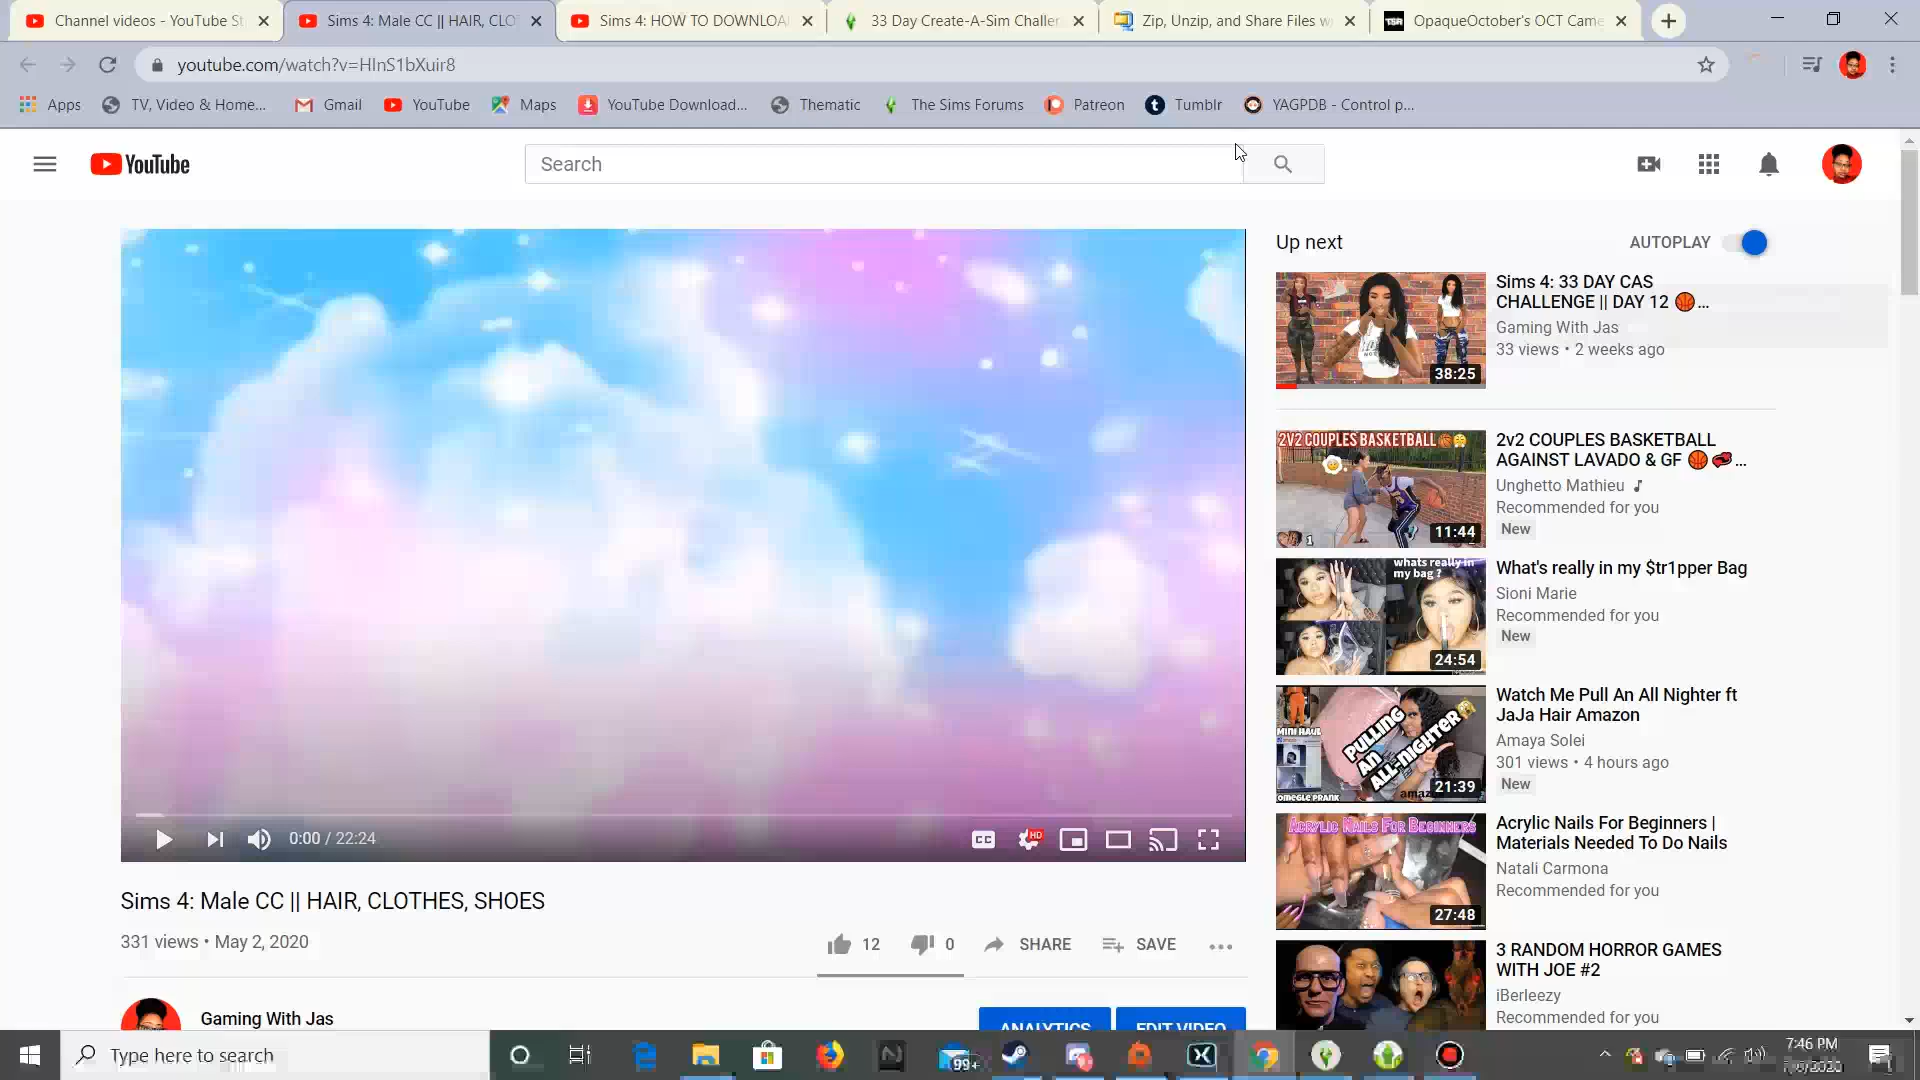 Channel videos - YouTube St
Sims 4: Male CC || HAIR, CLO
Sims 4: HOW TO DOWNLOA
33 Day Create-A-Sim Challer
Zip, Unzip, and Share Files w
TSR
OpaqueOctober's OCT Came
youtube.com/watch?v=HInS1bXuir8
Apps
TV, Video & Home...
Gmail
YouTube
Maps
YouTube Download...
Thematic
The Sims Forums
Patreon
Tumblr
YAGPDB - Control p...
YouTube
Search
Up next
AUTOPLAY
Sims 4: 33 DAY CAS
CHALLENGE || DAY 12 🏀...
Gaming With Jas
33 views • 2 weeks ago
38:25
2V2 COUPLES BASKETBALL
11:44
2v2 COUPLES BASKETBALL
AGAINST LAVADO & GF 🏀...
Unghetto Mathieu ♪
Recommended for you
New
whats really in
my bag ?
24:54
What's really in my $tr1pper Bag
Sioni Marie
Recommended for you
New
MINI HAUL
PULLING
AN
ALL-NIGHTER
OMEGLE PRANK
21:39
Watch Me Pull An All Nighter ft
JaJa Hair Amazon
Amaya Solei
301 views • 4 hours ago
New
ACRYLIC NAILS FOR BEGINNERS
27:48
Acrylic Nails For Beginners |
Materials Needed To Do Nails
Natali Carmona
Recommended for you
3 RANDOM HORROR GAMES
WITH JOE #2
iBerleezy
Recommended for you
0:00 / 22:24
CC
HD
Sims 4: Male CC || HAIR, CLOTHES, SHOES
331 views • May 2, 2020
12
0
SHARE
SAVE
Gaming With Jas
ANALYTICS
EDIT VIDEO
Type here to search
99+
7:46 PM